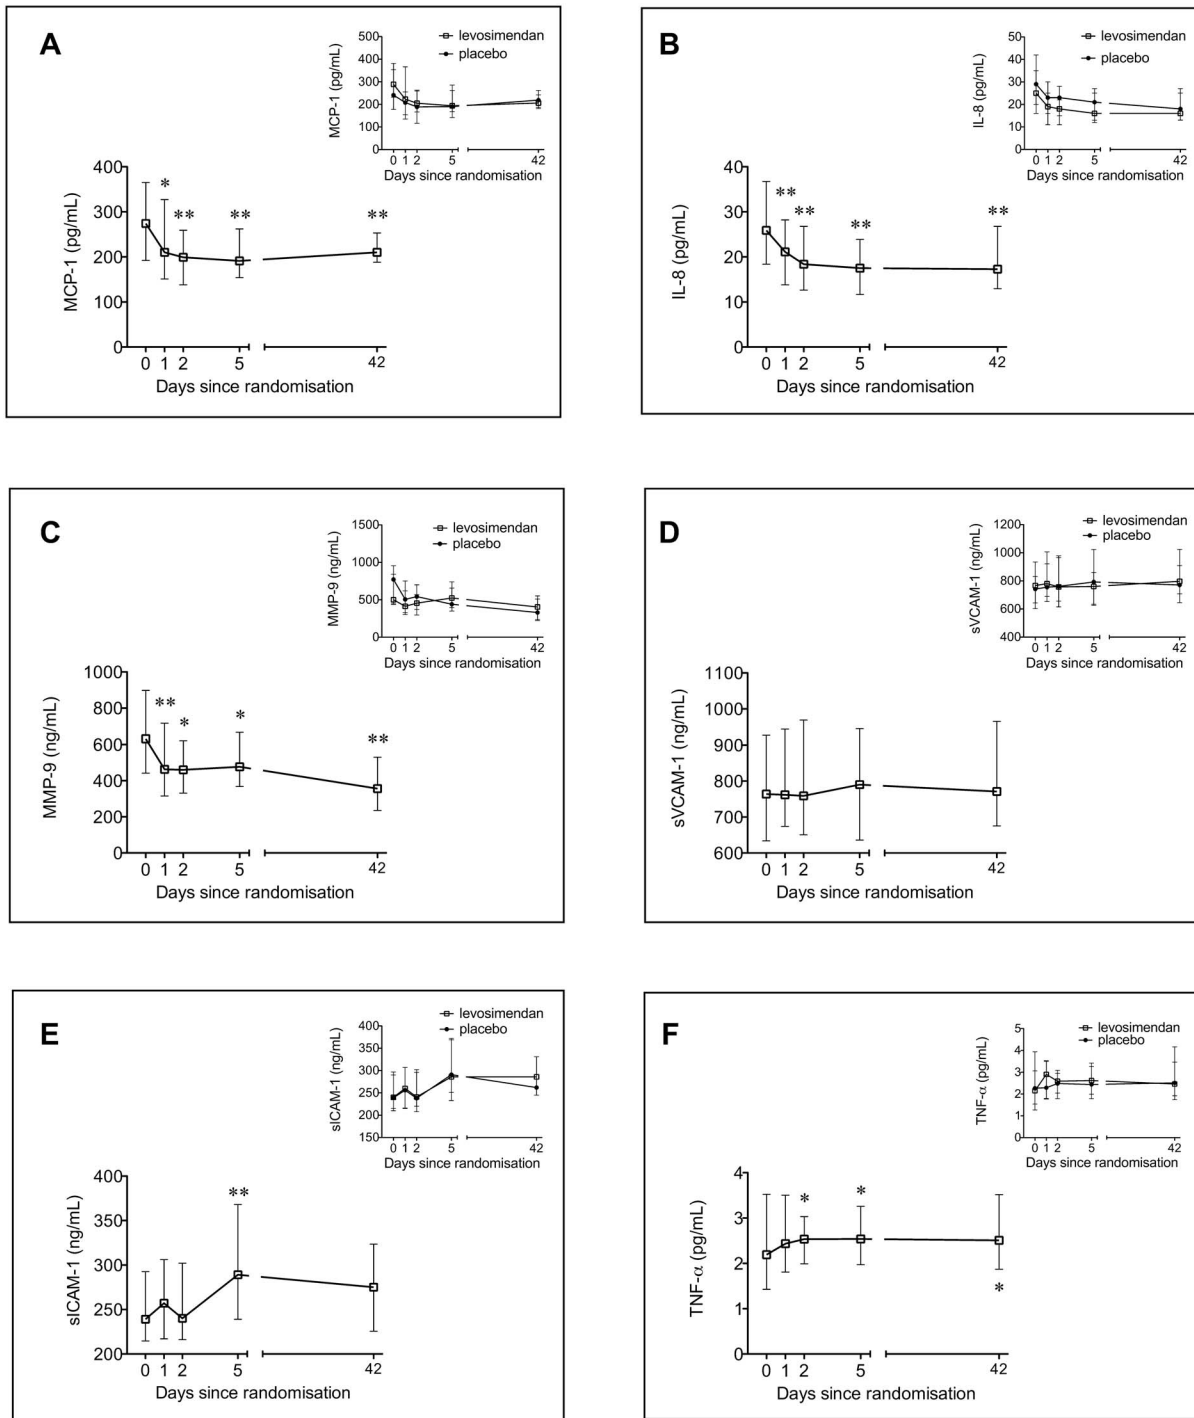 A
levosimendan
placebo
MCP-1 (pg/mL)
500
400
300
200
100
0
0 1 2 5 42
Days since randomisation
MCP-1 (pg/mL)
400
300
200
100
0
* ** ** **
0 1 2 5 42
Days since randomisation
B
levosimendan
placebo
IL-8 (pg/mL)
50
40
30
20
10
0
0 1 2 5 42
Days since randomisation
IL-8 (pg/mL)
40
30
20
10
0
** ** ** **
0 1 2 5 42
Days since randomisation
C
levosimendan
placebo
MMP-9 (ng/mL)
1500
1000
500
0
0 1 2 5 42
Days since randomisation
MMP-9 (ng/mL)
1000
800
600
400
200
0
** * * **
0 1 2 5 42
Days since randomisation
D
levosimendan
placebo
sVCAM-1 (ng/mL)
1200
1000
800
600
400
0 1 2 5 42
Days since randomisation
sVCAM-1 (ng/mL)
1100
1000
900
800
700
600
0 1 2 5 42
Days since randomisation
E
levosimendan
placebo
sICAM-1 (ng/mL)
400
350
300
250
200
150
0 1 2 5 42
Days since randomisation
sICAM-1 (ng/mL)
400
350
300
250
200
**
0 1 2 5 42
Days since randomisation
F
levosimendan
placebo
TNF-α (pg/mL)
5
4
3
2
1
0
0 1 2 5 42
Days since randomisation
TNF-α (pg/mL)
4
3
2
1
0
* * *
0 1 2 5 42
Days since randomisation